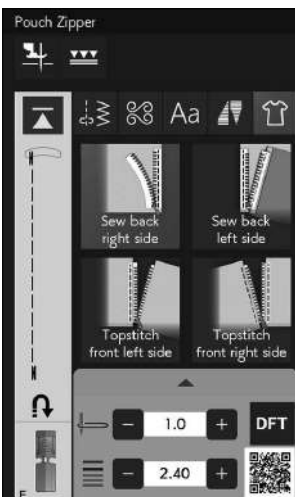 Pouch Zipper
Aa
Sew back
right side
Sew back
left side
Topstitch
front left side
Topstitch
front right side
- 1.0 + DFT
- 2.40 +
F